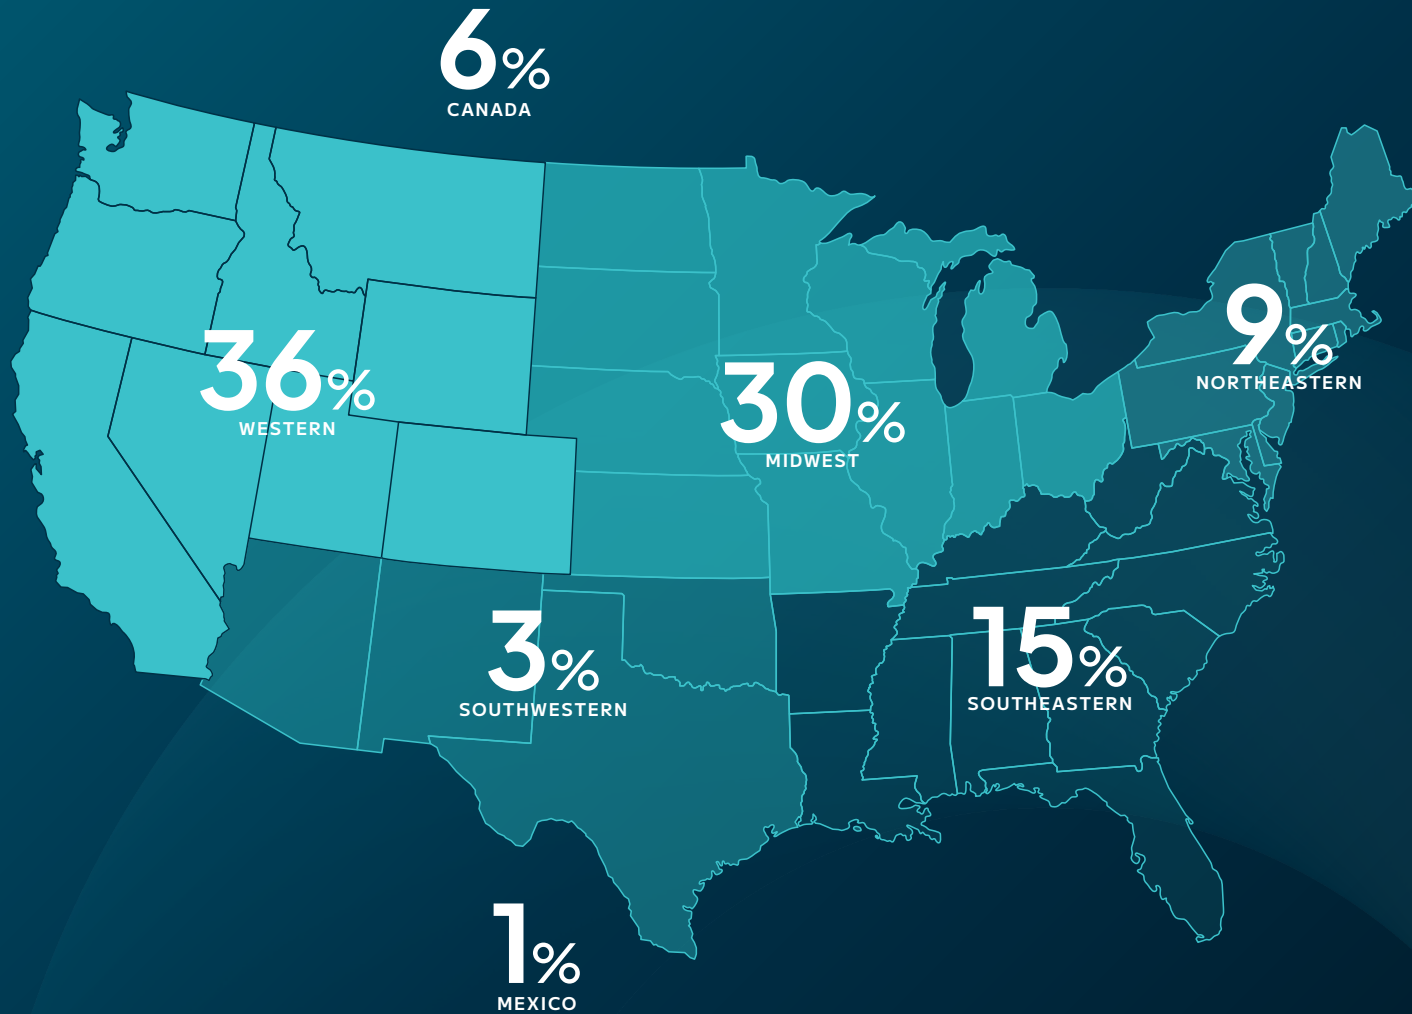 6%
CANADA
9%
NORTHEASTERN
36%
WESTERN
30%
MIDWEST
3%
SOUTHWESTERN
15%
SOUTHEASTERN
1%
MEXICO